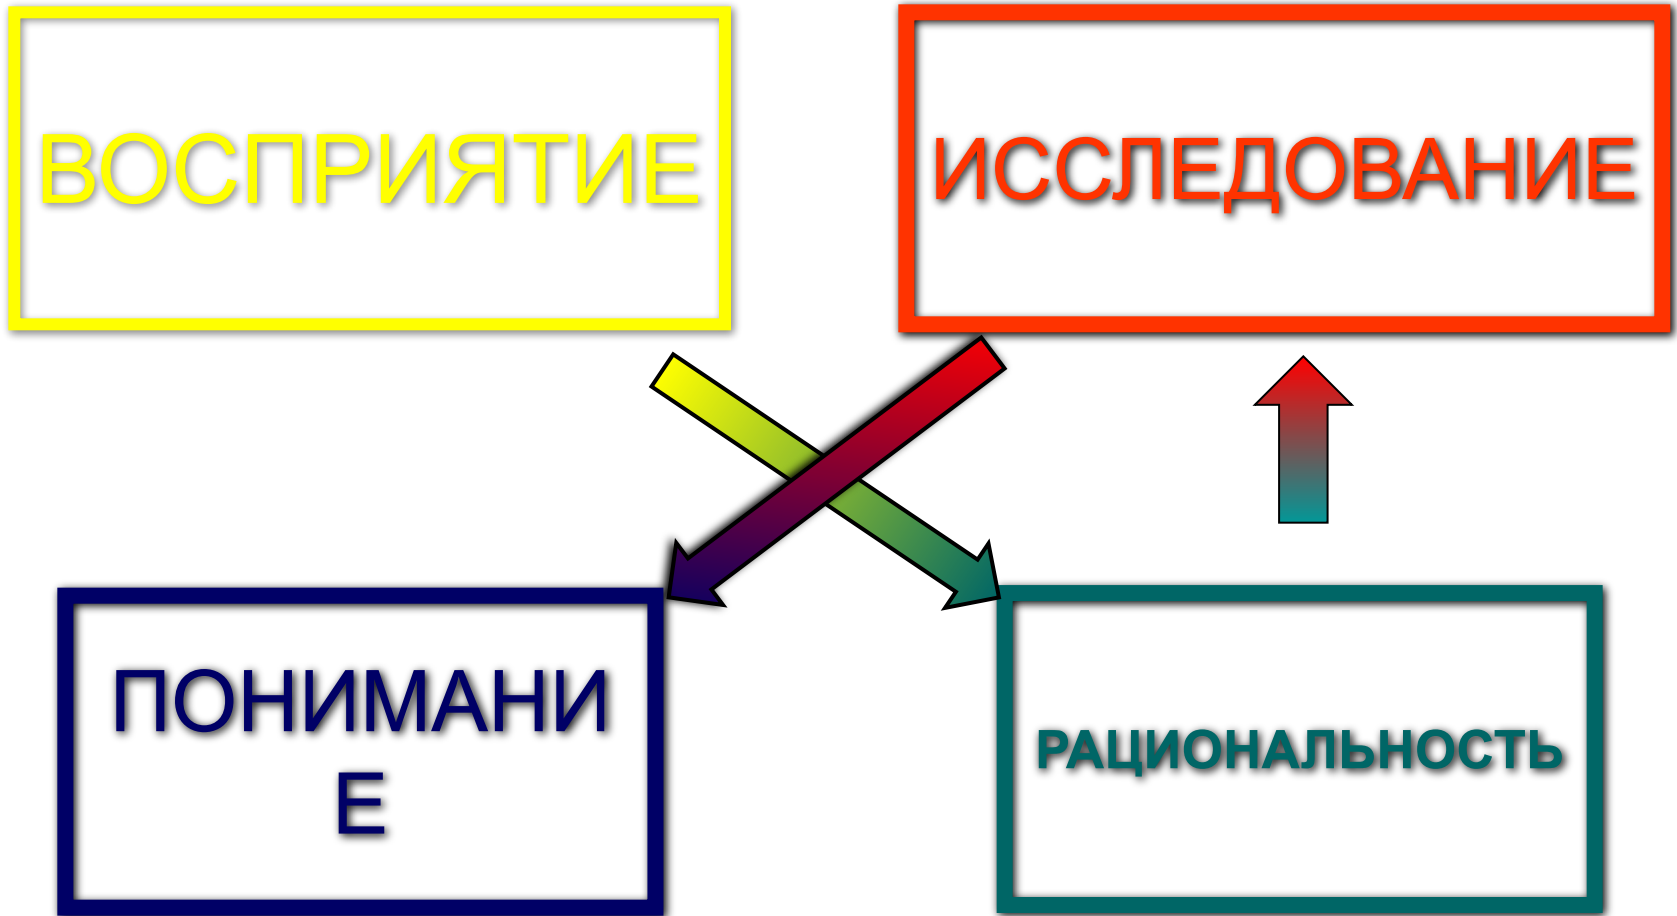 ВОСПРИЯТИЕ
ИССЛЕДОВАНИЕ
ПОНИМАНИ
Е
РАЦИОНАЛЬНОСТЬ